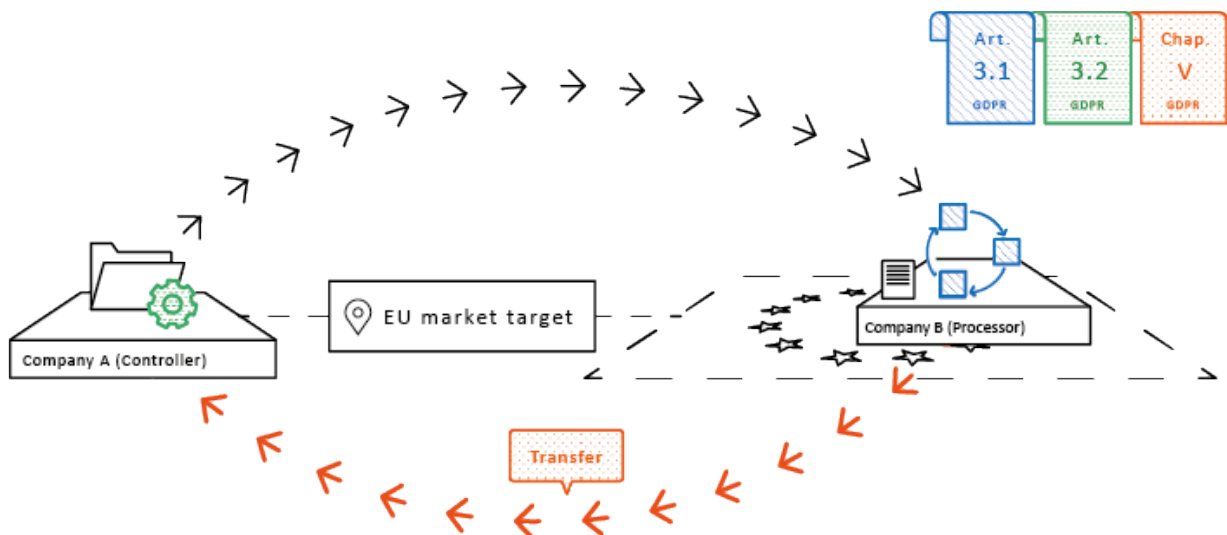 Art.
3.1
GDPR
Art.
3.2
GDPR
Chap.
V
GDPR
EU market target
Company A (Controller)
Company B (Processor)
Transfer